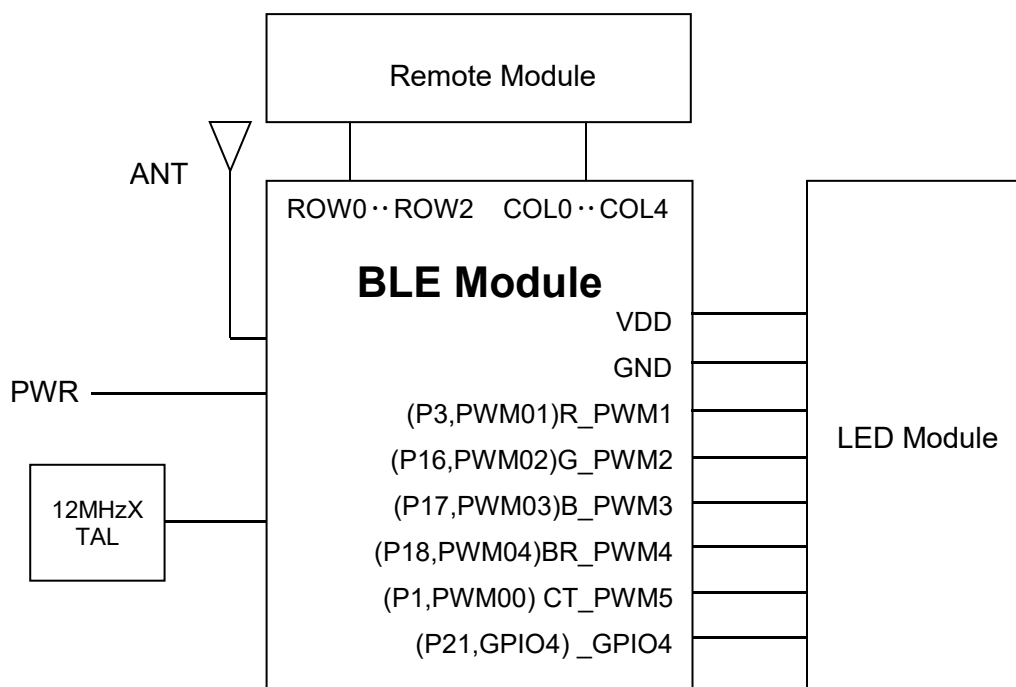 Remote Module
ANT
ROW0··ROW2 COL0··COL4
BLE Module
VDD
GND
PWR
(P3,PWM01)R_PWM1
(P16,PWM02)G_PWM2
LED Module
12MHzX
TAL
(P17,PWM03)B_PWM3
(P18,PWM04)BR_PWM4
(P1,PWM00) CT_PWM5
(P21,GPIO4) _GPIO4